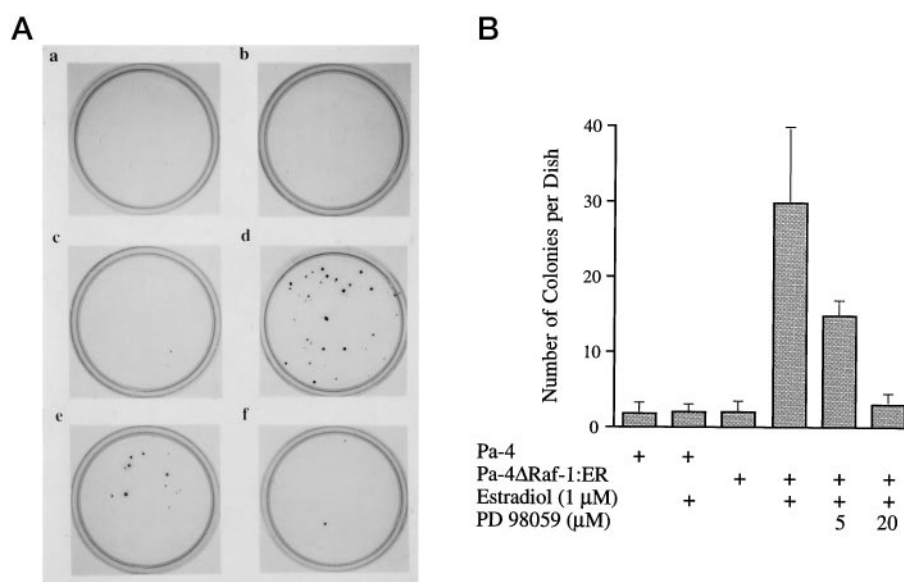 A
a
b
c
d
e
f
B
Number of Colonies per Dish
40
30
20
10
0
Pa-4 + +
Pa-4ΔRaf-1:ER + + + +
Estradiol (1 μM) + + + +
PD 98059 (μM) 5 20